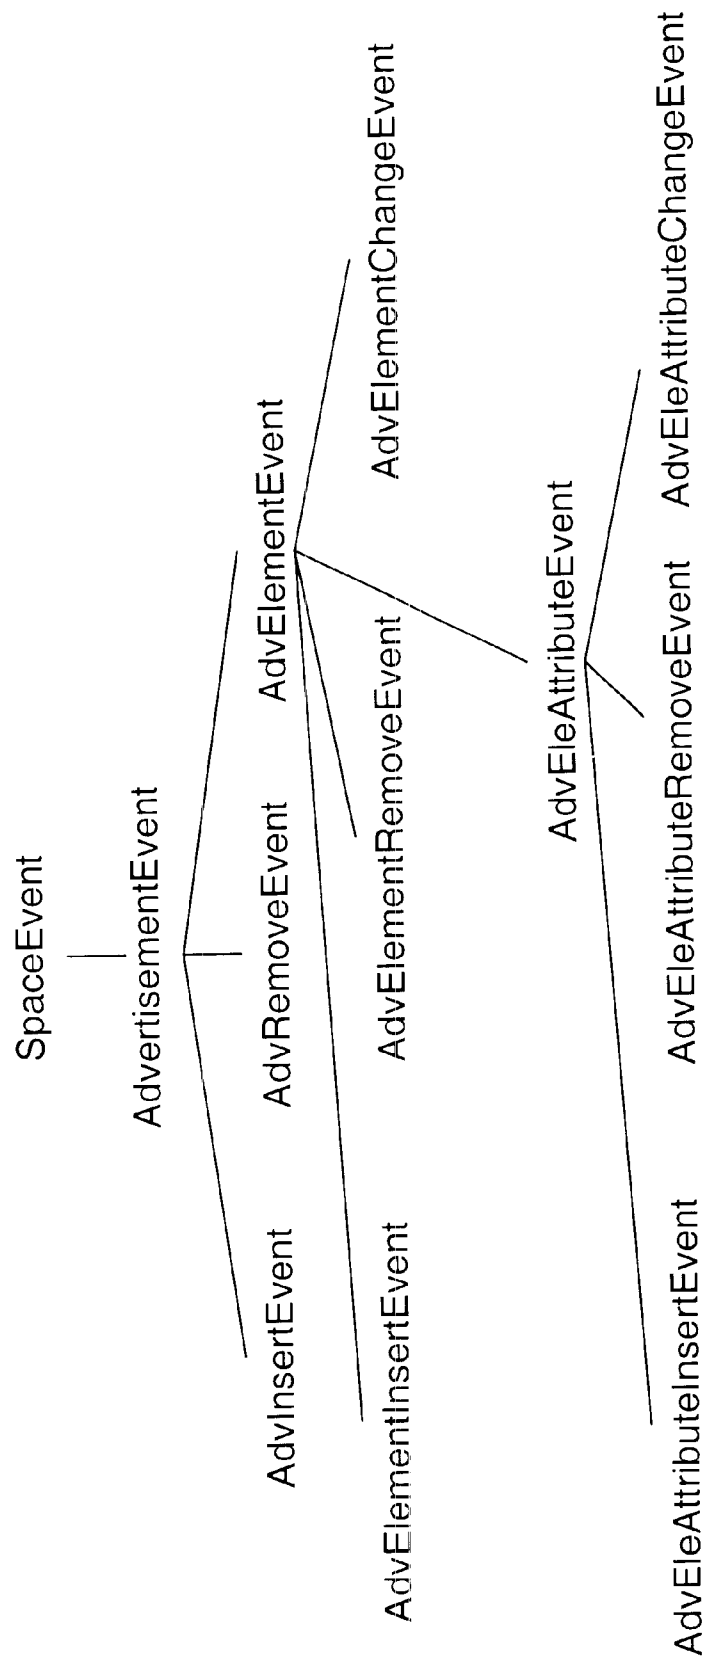 SpaceEvent
AdvertisementEvent
AdvInsertEvent
AdvRemoveEvent
AdvElementEvent
AdvElementInsertEvent
AdvElementRemoveEvent
AdvElementChangeEvent
AdvEleAttributeEvent
AdvEleAttributeInsertEvent
AdvEleAttributeRemoveEvent
AdvEleAttributeChangeEvent